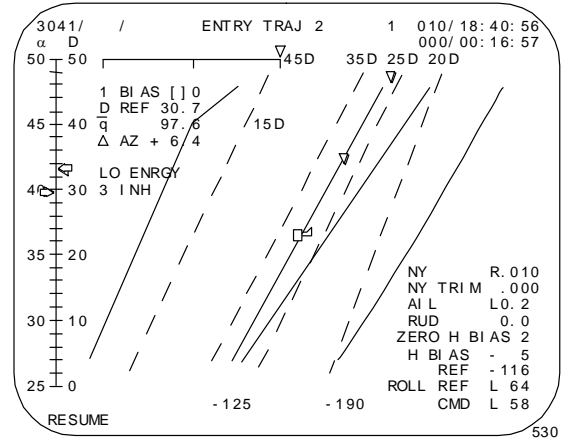 3041/ / ENTRY TRAJ 2 1 010/18:40:56
000/00:16:57
α D
50 50 45D 35D 25D 20D
1 BIAS [ ] 0
D REF 30.7
q̅ 97.6
15D
45 40
Δ AZ + 6.4
LO ENRGY
40 30
3 INH
35 20
NY R.010
NY TRIM .000
AIL L0.2
30 10
RUD 0.0
ZERO H BIAS 2
H BIAS - 5
REF -116
25 0
ROLL REF L 64
-125 -190 CMD L 58
RESUME
530